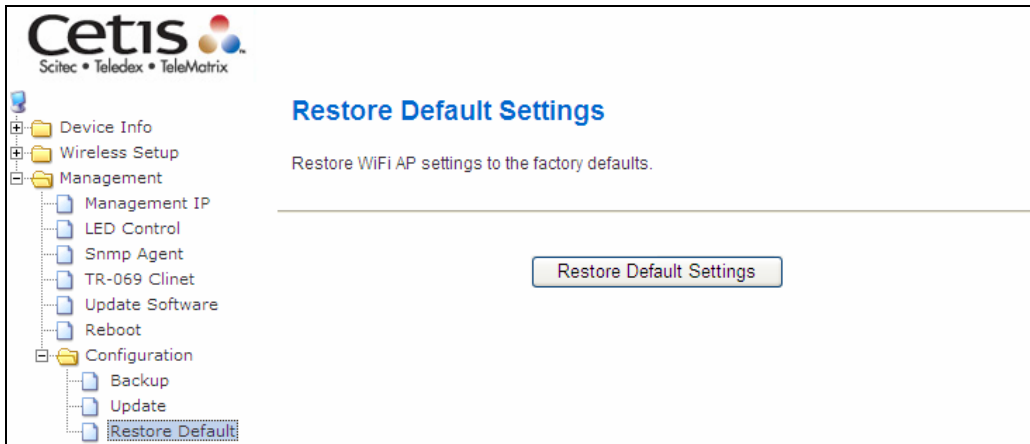 Cetis
TM
Scitec • Teledex • TeleMatrix
Device Info
Wireless Setup
Management
Management IP
LED Control
Snmp Agent
TR-069 Clinet
Update Software
Reboot
Configuration
Backup
Update
Restore Default
Restore Default Settings
Restore WiFi AP settings to the factory defaults.
Restore Default Settings